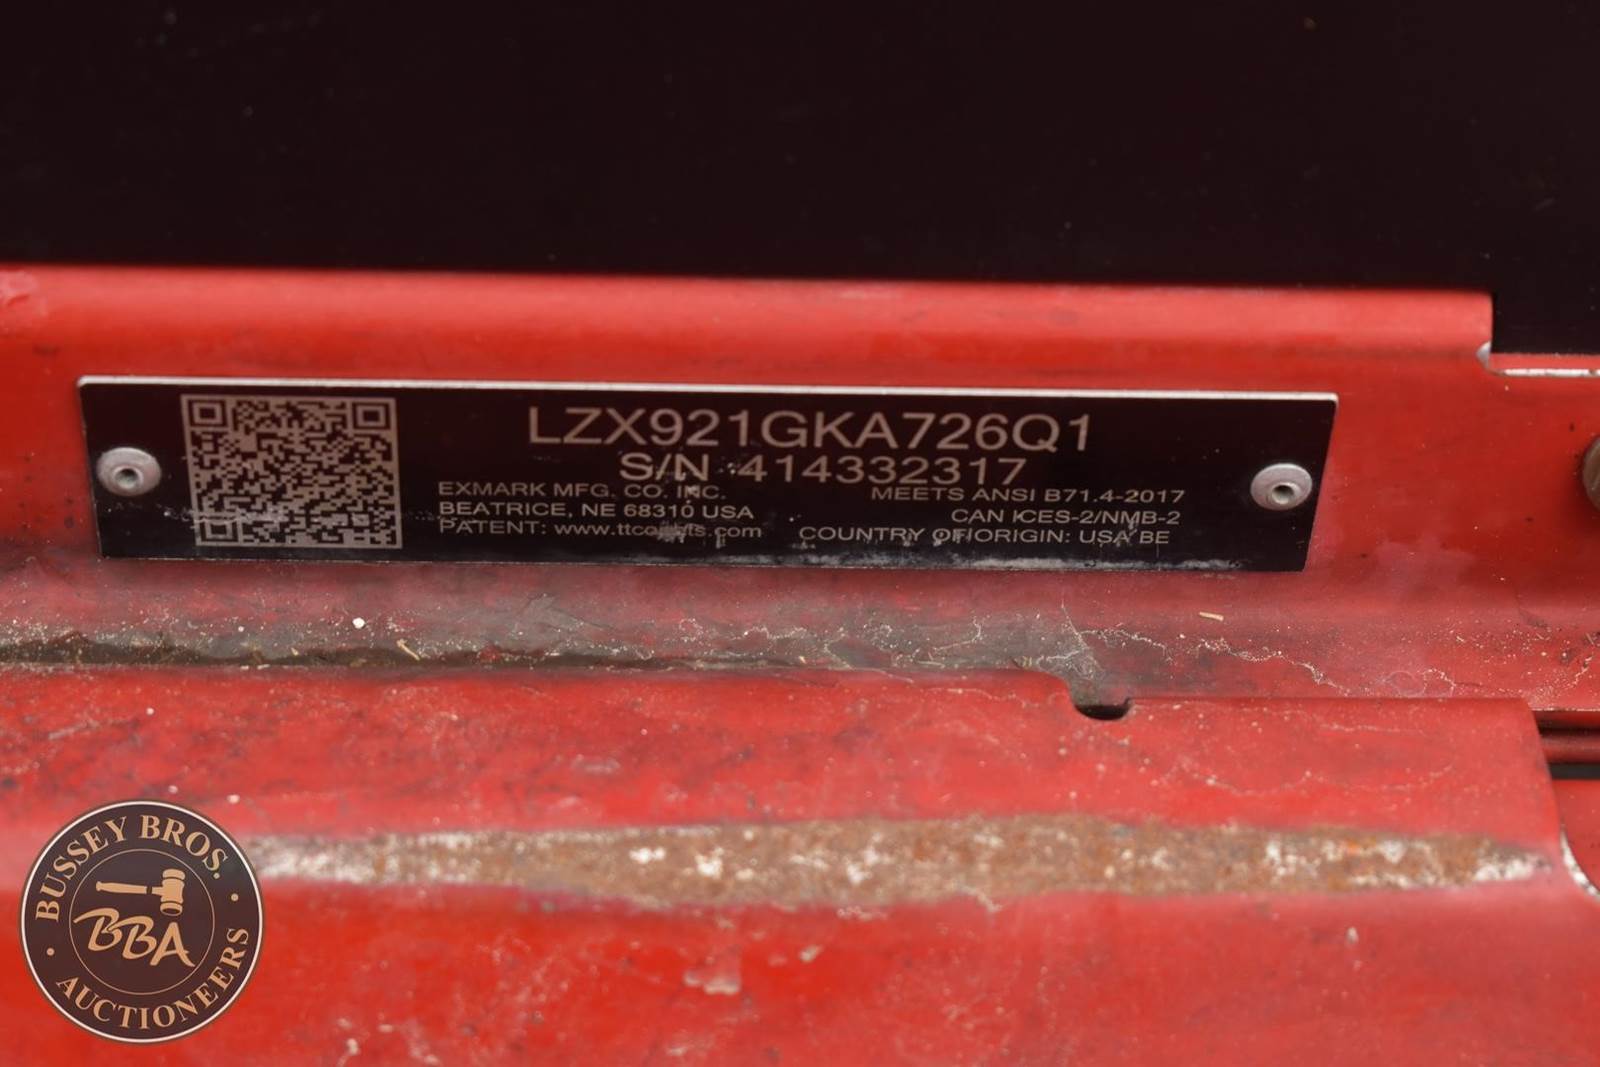 LZX921GKA726Q1
S/N 414332317
EXMARK MFG. CO. INC.
BEATRICE, NE 68310 USA
PATENT:
MEETS ANSI B71.4-2017
CAN ICES-2/NMB-2
COUNTRY OF ORIGIN: USA BE
BUSSEY BROS.
BBA
AUCTIONEERS